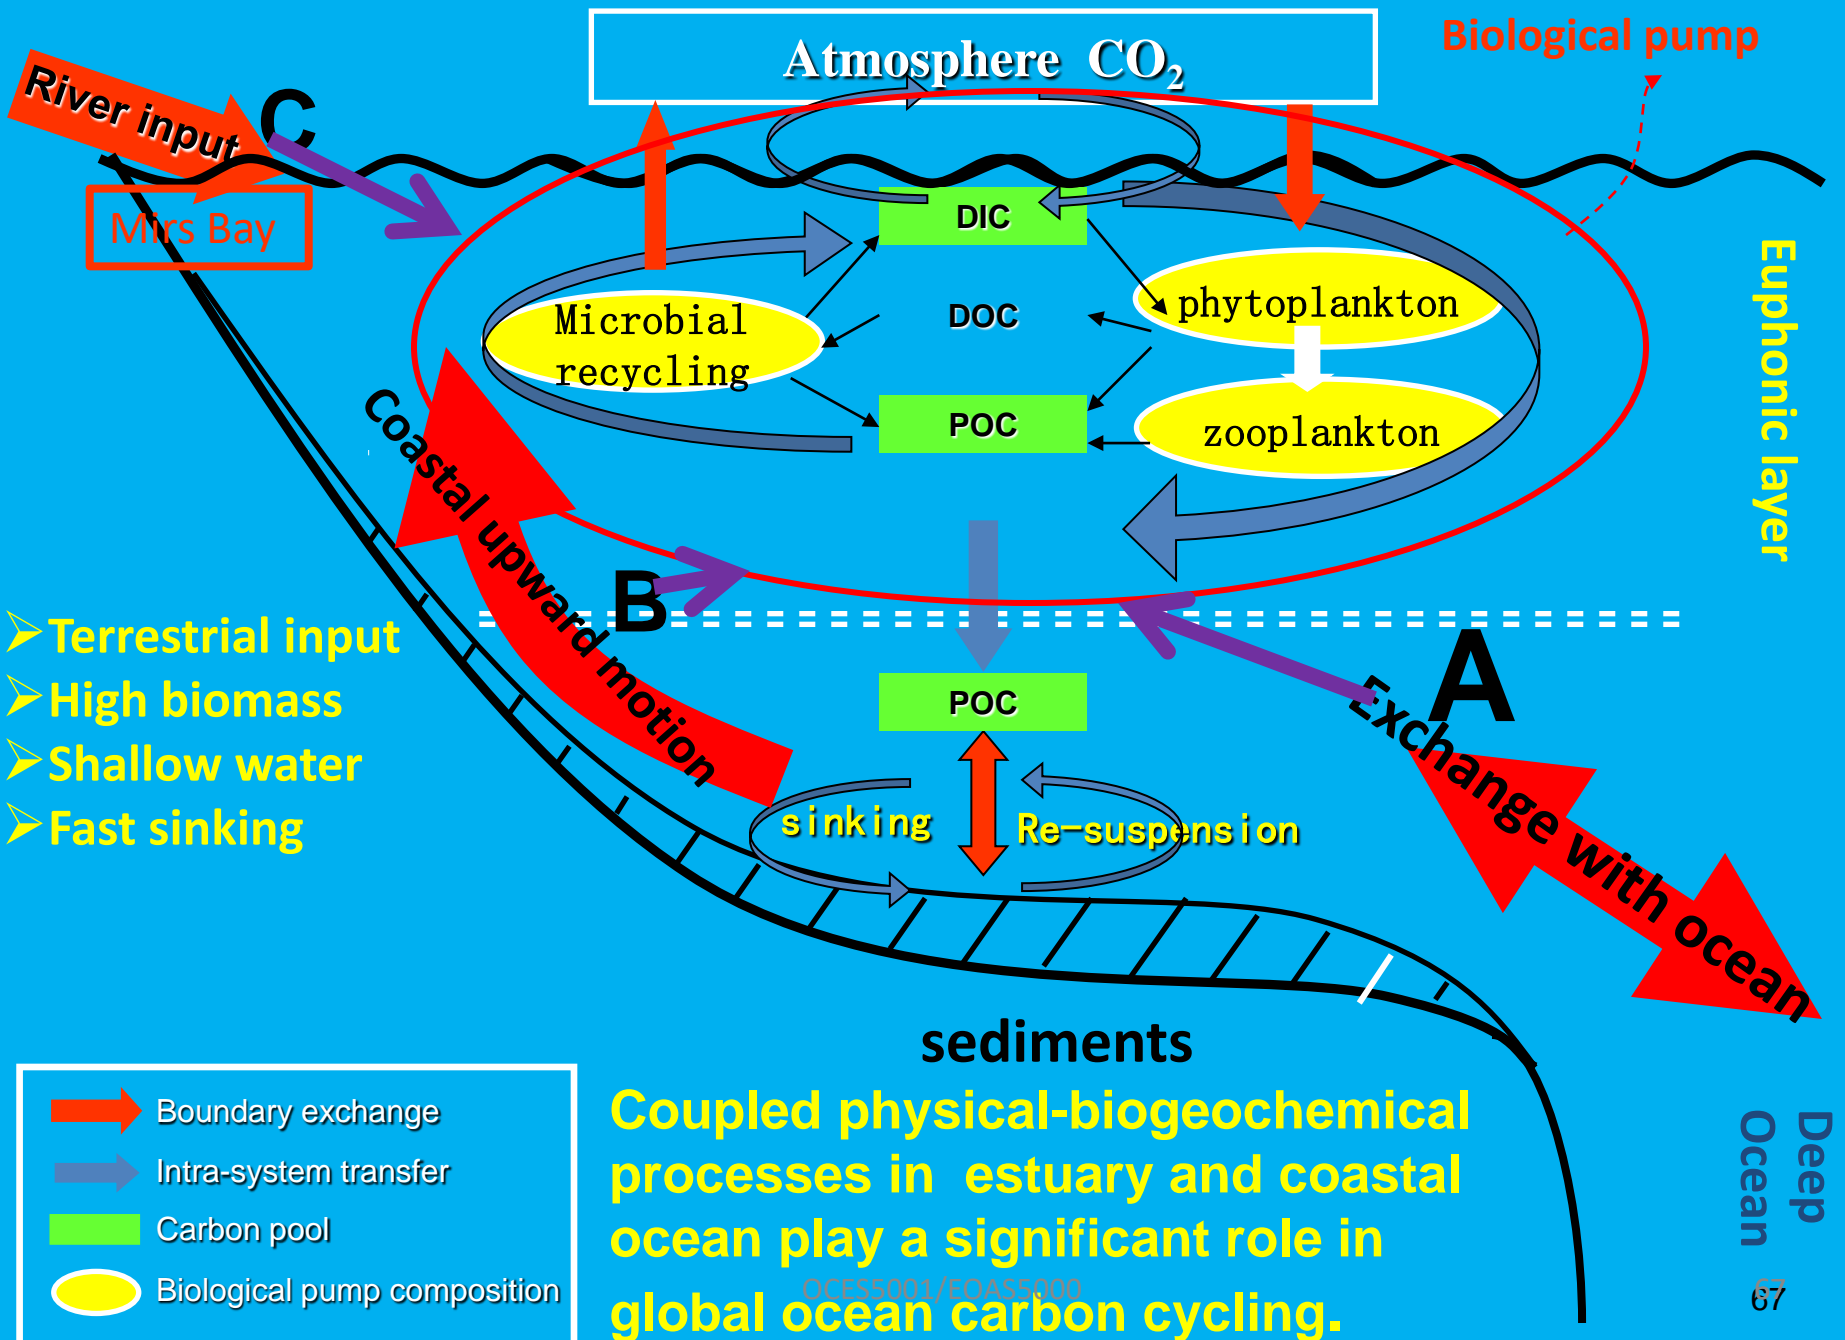 Atmosphere CO₂
Biological pump
River input
C
Mirs Bay
DIC
Microbial
recycling
DOC
phytoplankton
POC
zooplankton
Euphonic layer
Coastal upward motion
B
A
Exchange with ocean
Terrestrial input
High biomass
Shallow water
Fast sinking
POC
sinking
Re-suspension
sediments
Boundary exchange
Intra-system transfer
Carbon pool
Biological pump composition
Coupled physical-biogeochemical
processes in estuary and coastal
ocean play a significant role in
global ocean carbon cycling.
Deep
Ocean
OCES5001/EOAS5000
67
67